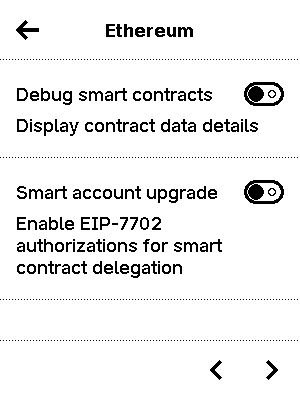 Ethereum
Debug smart contracts
Display contract data details
Smart account upgrade
Enable EIP-7702
authorizations for smart
contract delegation